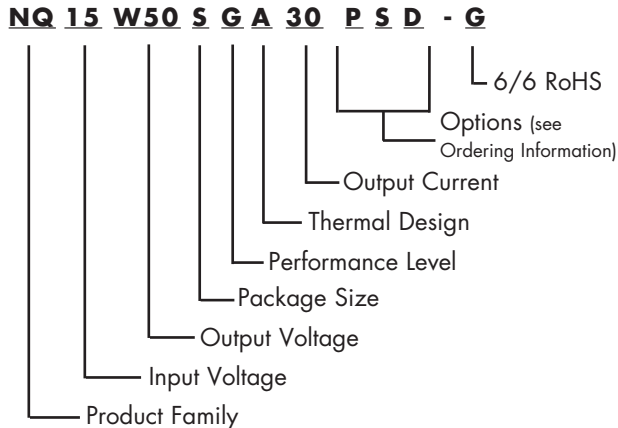 NQ 15 W50 S G A 30 P S D - G
6/6 RoHS
Options (see
Ordering Information)
Output Current
Thermal Design
Performance Level
Package Size
Output Voltage
Input Voltage
Product Family